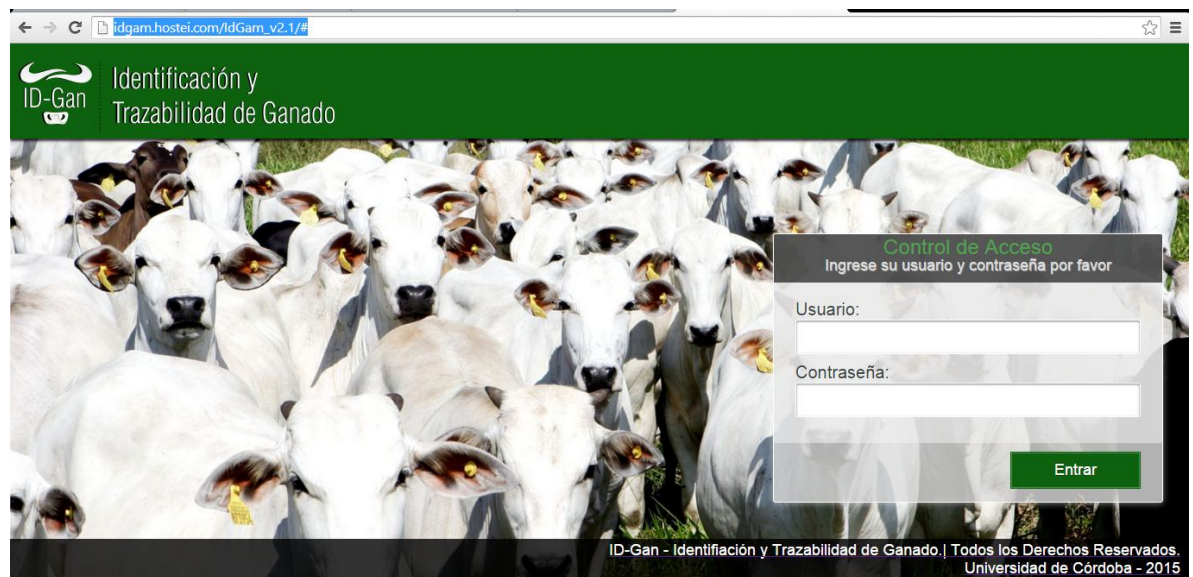 idgam.hostei.com/IdGam_v2.1/#
ID-Gan
Identificación y
Trazabilidad de Ganado
Control de Acceso
Ingrese su usuario y contraseña por favor
Usuario:
Contraseña:
Entrar
ID-Gan - Identifiación y Trazabilidad de Ganado.| Todos los Derechos Reservados.
Universidad de Córdoba - 2015